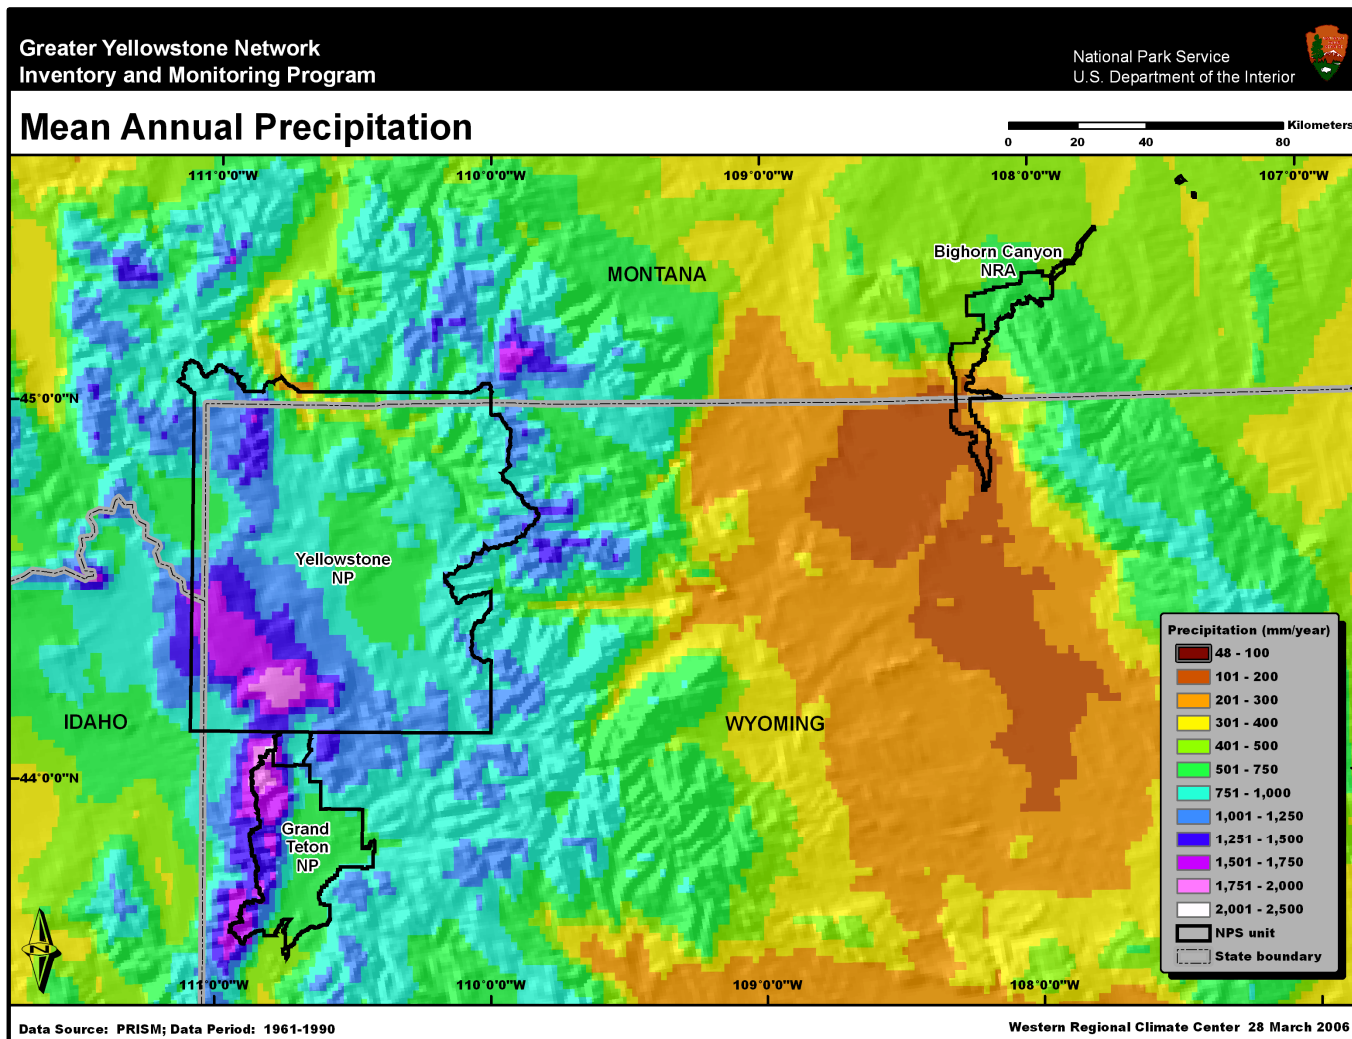 Greater Yellowstone Network
Inventory and Monitoring Program
National Park Service
U.S. Department of the Interior
Mean Annual Precipitation
Kilometers
0 20 40 80
111°0'0"W 110°0'0"W 109°0'0"W 108°0'0"W 107°0'0"W
Bighorn Canyon
NRA
MONTANA
45°0'0"N
Yellowstone
NP
IDAHO
WYOMING
44°0'0"N
Grand
Teton
NP
Precipitation (mm/year)
48 - 100
101 - 200
201 - 300
301 - 400
401 - 500
501 - 750
751 - 1,000
1,001 - 1,250
1,251 - 1,500
1,501 - 1,750
1,751 - 2,000
2,001 - 2,500
NPS unit
State boundary
N
111°0'0"W 110°0'0"W 109°0'0"W 108°0'0"W
Data Source: PRISM; Data Period: 1961-1990
Western Regional Climate Center 28 March 2006